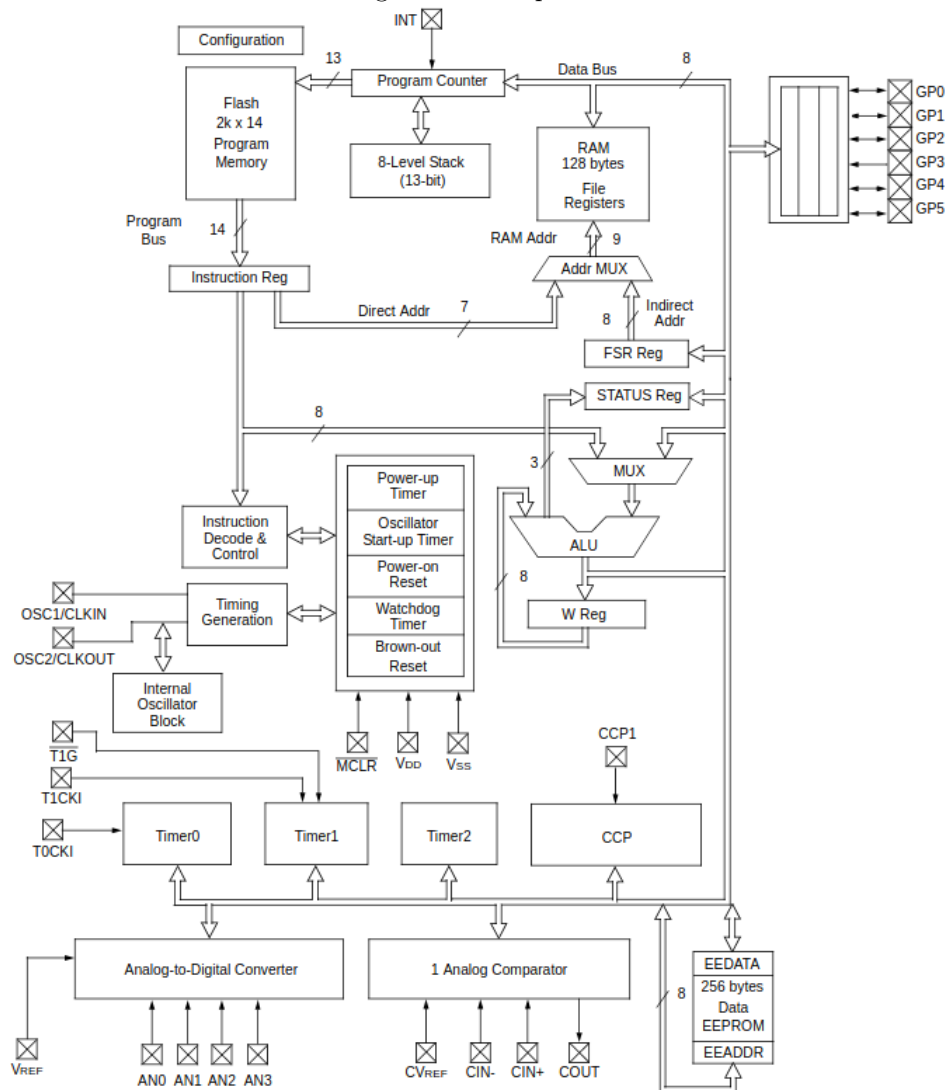 INT
Configuration
13
Program Counter
Data Bus
8
Flash
2k x 14
Program
Memory
8-Level Stack
(13-bit)
RAM
128 bytes
File
Registers
GP0
GP1
GP2
GP3
GP4
GP5
Program
Bus
14
RAM Addr
9
Addr MUX
Instruction Reg
Direct Addr
7
8
Indirect
Addr
FSR Reg
STATUS Reg
8
3
MUX
Power-up
Timer
Instruction
Decode &
Control
Oscillator
Start-up Timer
ALU
Power-on
Reset
8
OSC1/CLKIN
Timing
Generation
Watchdog
Timer
W Reg
OSC2/CLKOUT
Brown-out
Reset
Internal
Oscillator
Block
T1G
MCLR
VDD
VSS
CCP1
T1CKI
T0CKI
Timer0
Timer1
Timer2
CCP
Analog-to-Digital Converter
1 Analog Comparator
EEDATA
8
256 bytes
Data
EEPROM
EEADDR
VREF
AN0
AN1
AN2
AN3
CVREF
CIN-
CIN+
COUT